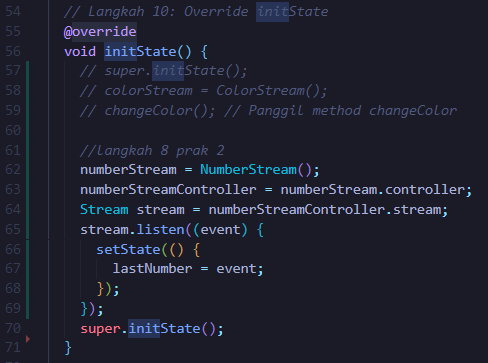 54 // Langkah 10: Override initState
55 @override
56 void initState() {
57 // super.initState();
58 // colorStream = ColorStream();
59 // changeColor(); // Panggil method changeColor
60
61 //langkah 8 prak 2
62 numberStream = NumberStream();
63 numberStreamController = numberStream.controller;
64 Stream stream = numberStreamController.stream;
65 stream.listen((event) {
66 setState(() {
67 lastNumber = event;
68 });
69 });
70 super.initState();
71 }